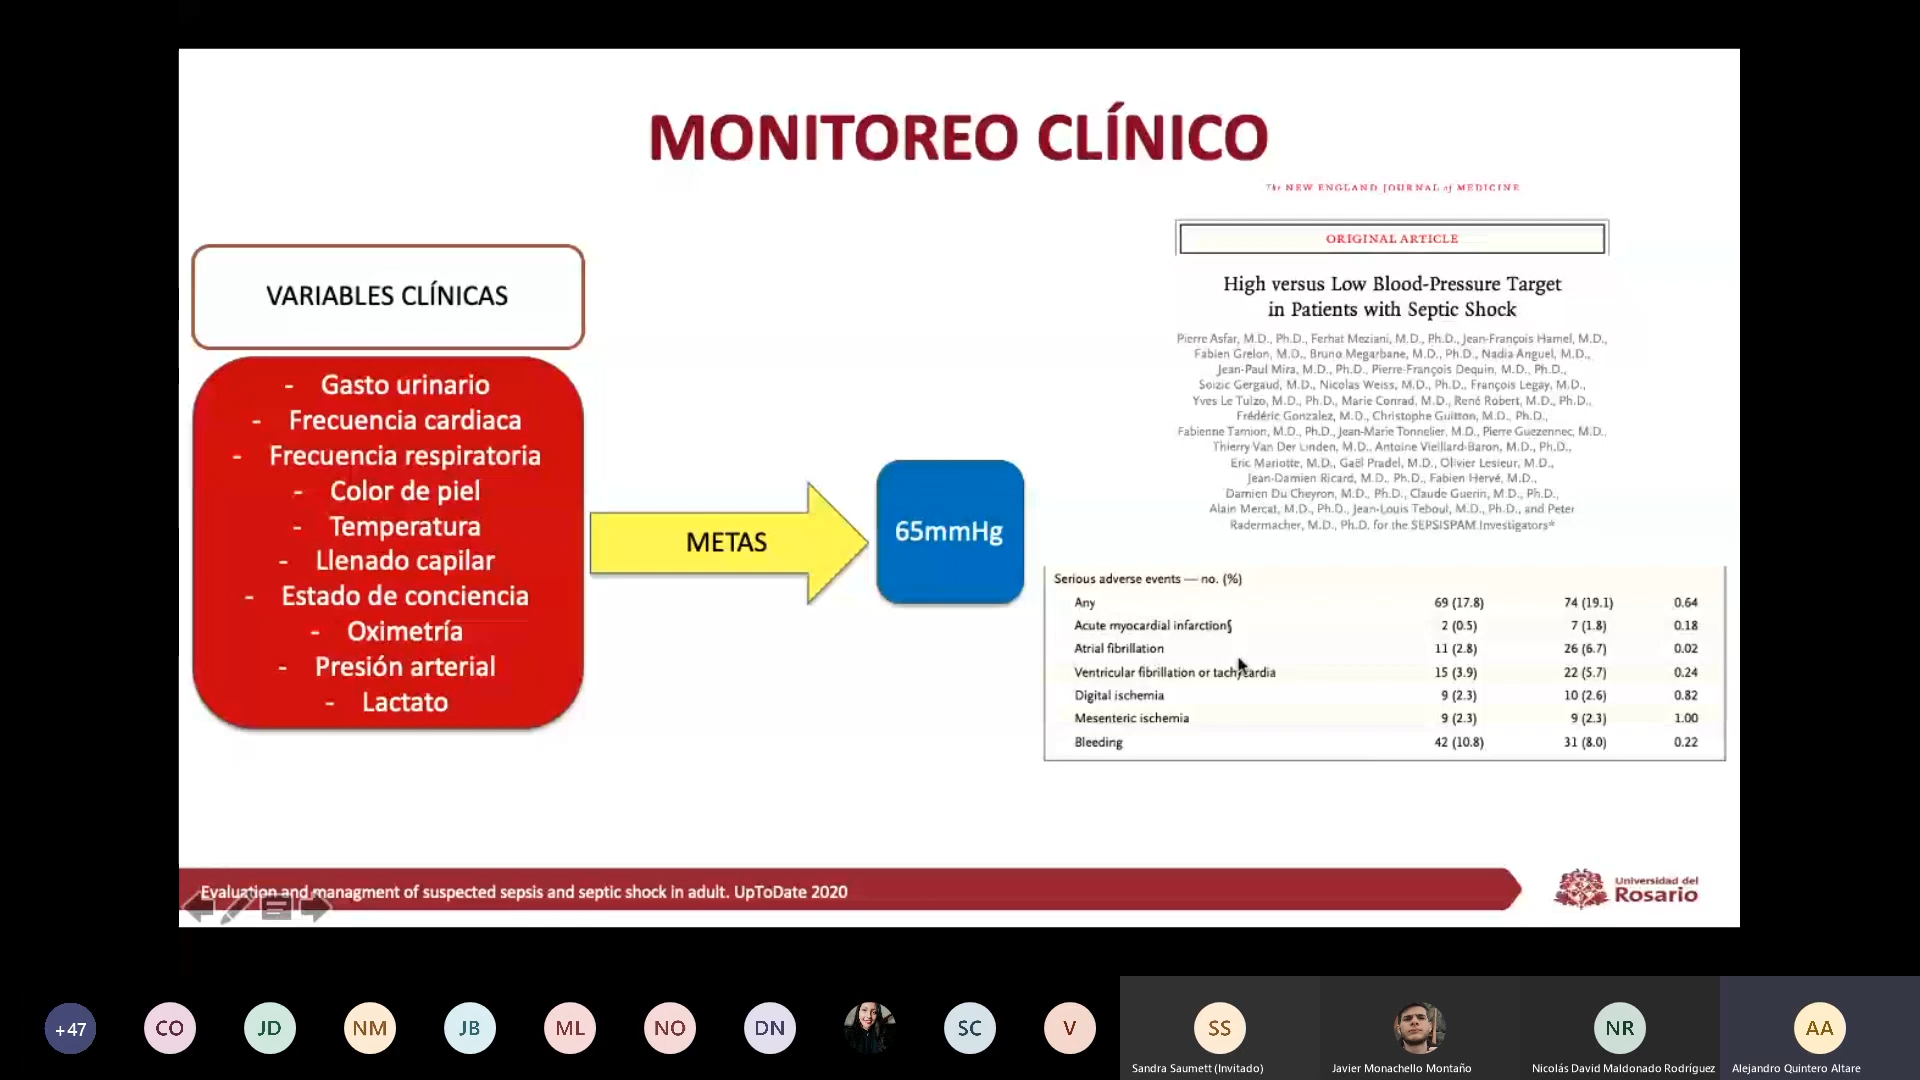 MONITOREO CLÍNICO
VARIABLES CLÍNICAS
- Gasto urinario
- Frecuencia cardiaca
- Frecuencia respiratoria
- Color de piel
- Temperatura
- Llenado capilar
- Estado de conciencia
- Oximetría
- Presión arterial
- Lactato
METAS
65mmHg
The NEW ENGLAND JOURNAL of MEDICINE
ORIGINAL ARTICLE
High versus Low Blood-Pressure Target
in Patients with Septic Shock
Pierre Asfar, M.D., Ph.D., Ferhat Meziani, M.D., Ph.D., Jean-François Hamel, M.D.,
Fabien Grelon, M.D., Bruno Megarbane, M.D., Ph.D., Nadia Anguel, M.D.,
Jean-Paul Mira, M.D., Ph.D., Pierre-François Dequin, M.D., Ph.D.,
Soizic Gergaud, M.D., Nicolas Weiss, M.D., Ph.D., François Legay, M.D.,
Yves Le Tulzo, M.D., Ph.D., Marie Conrad, M.D., René Robert, M.D., Ph.D.,
Frédéric Gonzalez, M.D., Christophe Guitton, M.D., Ph.D.,
Fabienne Tamion, M.D., Ph.D., Jean-Marie Tonnelier, M.D., Pierre Guezennec, M.D.,
Thierry Van Der Linden, M.D., Antoine Vieillard-Baron, M.D., Ph.D.,
Eric Mariotte, M.D., Gaël Pradel, M.D., Olivier Lesieur, M.D.,
Jean-Damien Ricard, M.D., Ph.D., Fabien Hervé, M.D.,
Damien Du Cheyron, M.D., Ph.D., Claude Guerin, M.D., Ph.D.,
Alain Mercat, M.D., Ph.D., Jean-Louis Teboul, M.D., Ph.D., and Peter
Radermacher, M.D., Ph.D. for the SEPSISPAM Investigators*
Serious adverse events — no. (%)
Any 69 (17.8) 74 (19.1) 0.64
Acute myocardial infarction§ 2 (0.5) 7 (1.8) 0.18
Atrial fibrillation 11 (2.8) 26 (6.7) 0.02
Ventricular fibrillation or tachycardia 15 (3.9) 22 (5.7) 0.24
Digital ischemia 9 (2.3) 10 (2.6) 0.82
Mesenteric ischemia 9 (2.3) 9 (2.3) 1.00
Bleeding 42 (10.8) 31 (8.0) 0.22
Evaluation and managment of suspected sepsis and septic shock in adult. UpToDate 2020
Universidad del
Rosario
+47
CO
JD
NM
JB
ML
NO
DN
SC
V
SS
NR
AA
Sandra Saumett (Invitado)
Javier Monachello Montaño
Nicolás David Maldonado Rodríguez
Alejandro Quintero Altare